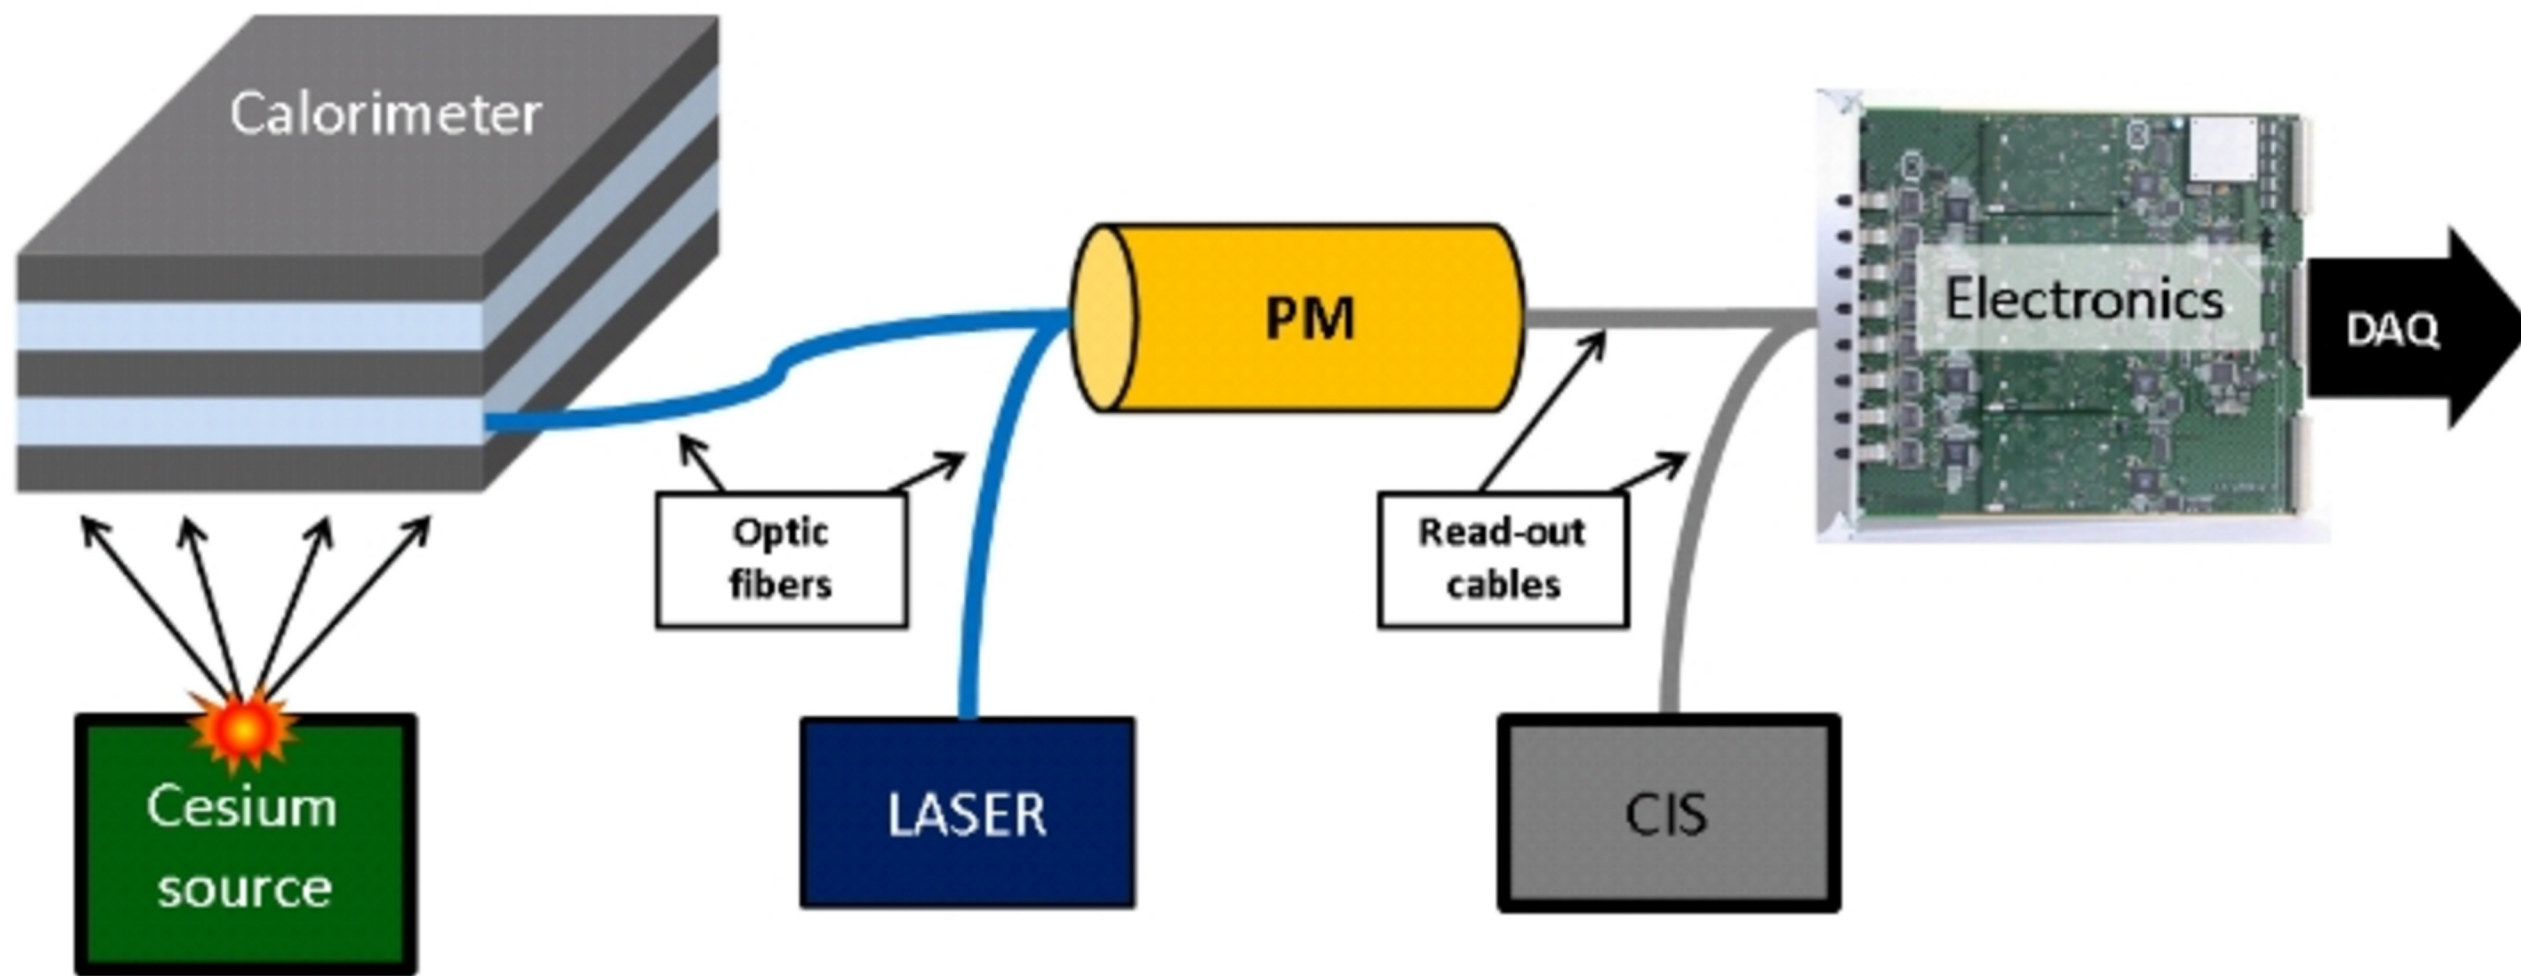 Calorimeter
PM
Electronics
DAQ
Optic
fibers
Read-out
cables
Cesium
source
LASER
CIS